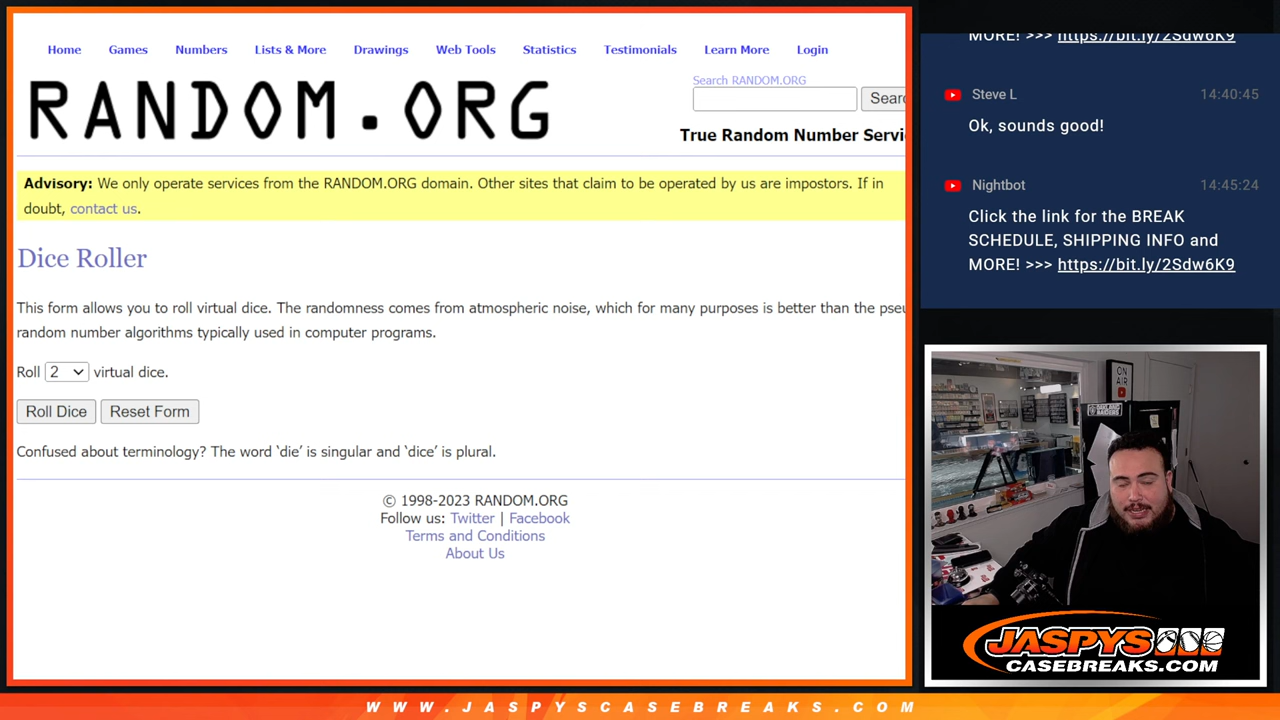 Home Games Numbers Lists & More Drawings Web Tools Statistics Testimonials Learn More Login
RANDOM.ORG
Search RANDOM.ORG
Searc
True Random Number Servi
Advisory: We only operate services from the RANDOM.ORG domain. Other sites that claim to be operated by us are impostors. If in
doubt, contact us.
Dice Roller
This form allows you to roll virtual dice. The randomness comes from atmospheric noise, which for many purposes is better than the pseu
random number algorithms typically used in computer programs.
Roll 2 virtual dice.
Roll Dice Reset Form
Confused about terminology? The word ‘die’ is singular and ‘dice’ is plural.
© 1998-2023 RANDOM.ORG
Follow us: Twitter | Facebook
Terms and Conditions
About Us
MORE! >>> https://bit.ly/2Sdw6K9
Steve L 14:40:45
Ok, sounds good!
Nightbot 14:45:24
Click the link for the BREAK
SCHEDULE, SHIPPING INFO and
MORE! >>> https://bit.ly/2Sdw6K9
ON
AIR
JASPYS
CASEBREAKS.COM
WWW.JASPYSCASEBREAKS.COM